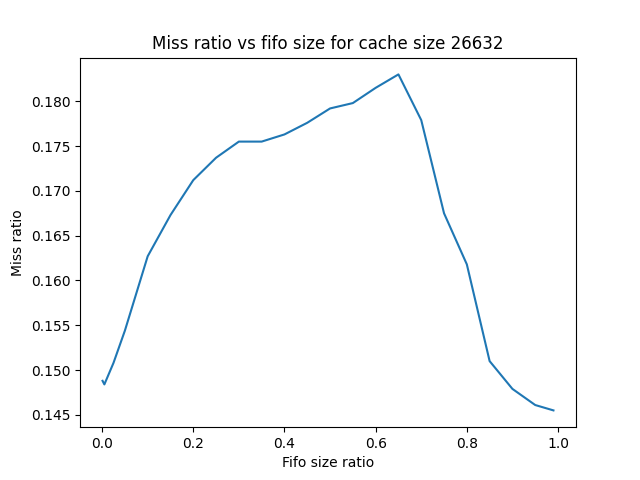 Miss ratio vs fifo size for cache size 26632
0.180
0.175
0.170
0.165
0.160
0.155
0.150
0.145
Miss ratio
0.0 0.2 0.4 0.6 0.8 1.0
Fifo size ratio